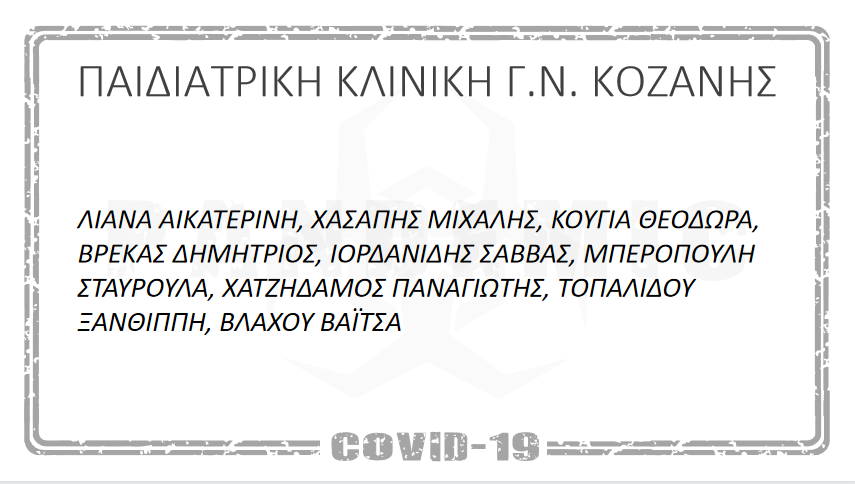 ΠΑΙΔΙΑΤΡΙΚΗ ΚΛΙΝΙΚΗ Γ.Ν. ΚΟΖΑΝΗΣ
PANDEMIC
ΛΙΑΝΑ ΑΙΚΑΤΕΡΙΝΗ, ΧΑΣΑΠΗΣ ΜΙΧΑΛΗΣ, ΚΟΥΓΙΑ ΘΕΟΔΩΡΑ,
ΒΡΕΚΑΣ ΔΗΜΗΤΡΙΟΣ, ΙΟΡΔΑΝΙΔΗΣ ΣΑΒΒΑΣ, ΜΠΕΡΟΠΟΥΛΗ
ΣΤΑΥΡΟΥΛΑ, ΧΑΤΖΗΔΑΜΟΣ ΠΑΝΑΓΙΩΤΗΣ, ΤΟΠΑΛΙΔΟΥ
ΞΑΝΘΙΠΠΗ, ΒΛΑΧΟΥ ΒΑΪΤΣΑ
COVID-19